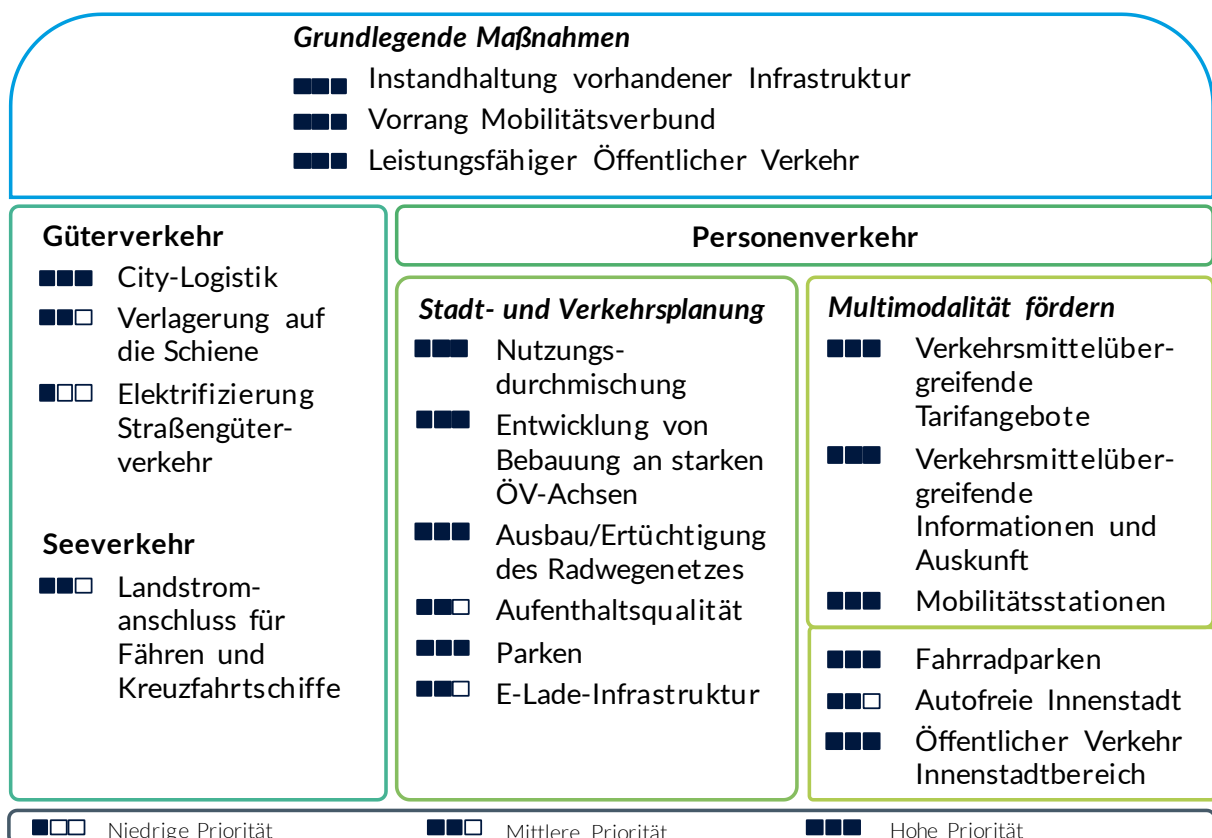 Grundlegende Maßnahmen
Instandhaltung vorhandener Infrastruktur
Vorrang Mobilitätsverbund
Leistungsfähiger Öffentlicher Verkehr
Güterverkehr
City-Logistik
Verlagerung auf
die Schiene
Elektrifizierung
Straßengüter-
verkehr
Seeverkehr
Landstrom-
anschluss für
Fähren und
Kreuzfahrtschiffe
Personenverkehr
Stadt- und Verkehrsplanung
Nutzungs-
durchmischung
Entwicklung von
Bebauung an starken
ÖV-Achsen
Ausbau/Ertüchtigung
des Radwegenetzes
Aufenthaltsqualität
Parken
E-Lade-Infrastruktur
Multimodalität fördern
Verkehrsmittelüber-
greifende
Tarifangebote
Verkehrsmittelüber-
greifende
Informationen und
Auskunft
Mobilitätsstationen
Fahrradparken
Autofreie Innenstadt
Öffentlicher Verkehr
Innenstadtbereich
Niedrige Priorität
Mittlere Priorität
Hohe Priorität